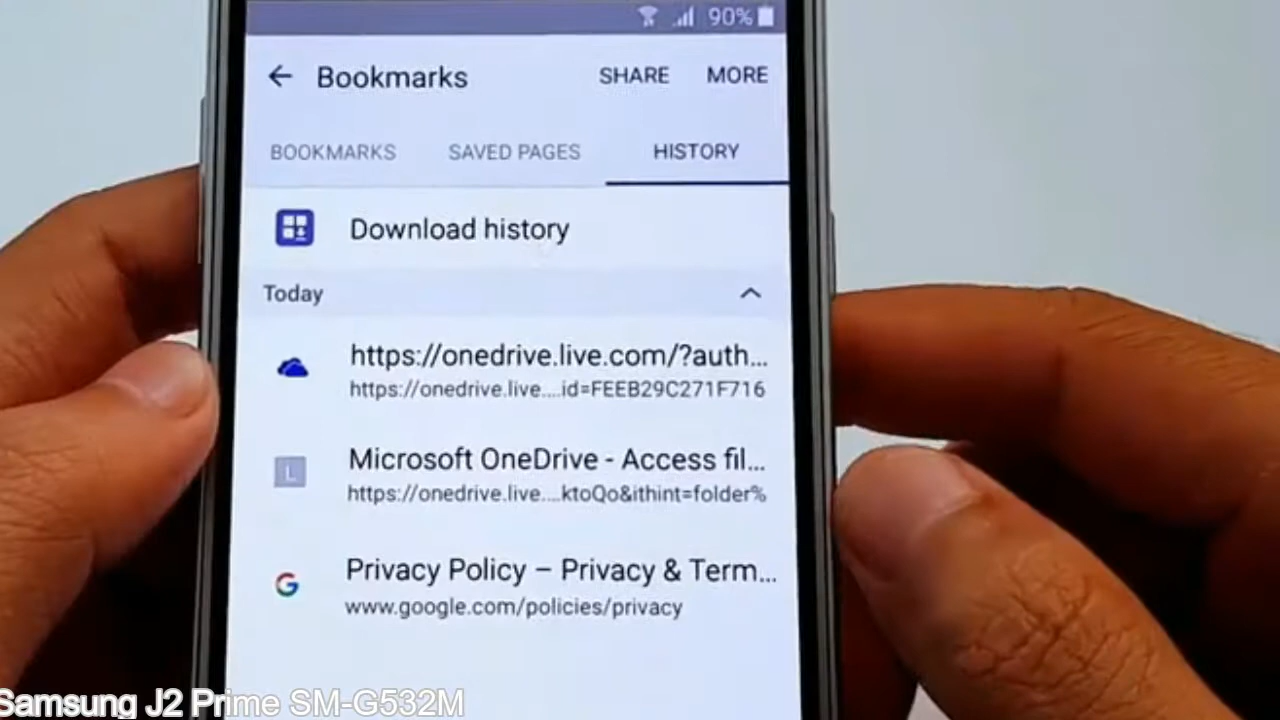 90%
Bookmarks SHARE MORE
BOOKMARKS SAVED PAGES HISTORY
Download history
Today
https://onedrive.live.com/?auth...
https://onedrive.live....id=FEEB29C271F716
L
Microsoft OneDrive - Access fil...
https://onedrive.live....ktoQo&ithint=folder%
G
Privacy Policy – Privacy & Term...
www.google.com/policies/privacy
Samsung J2 Prime SM-G532M